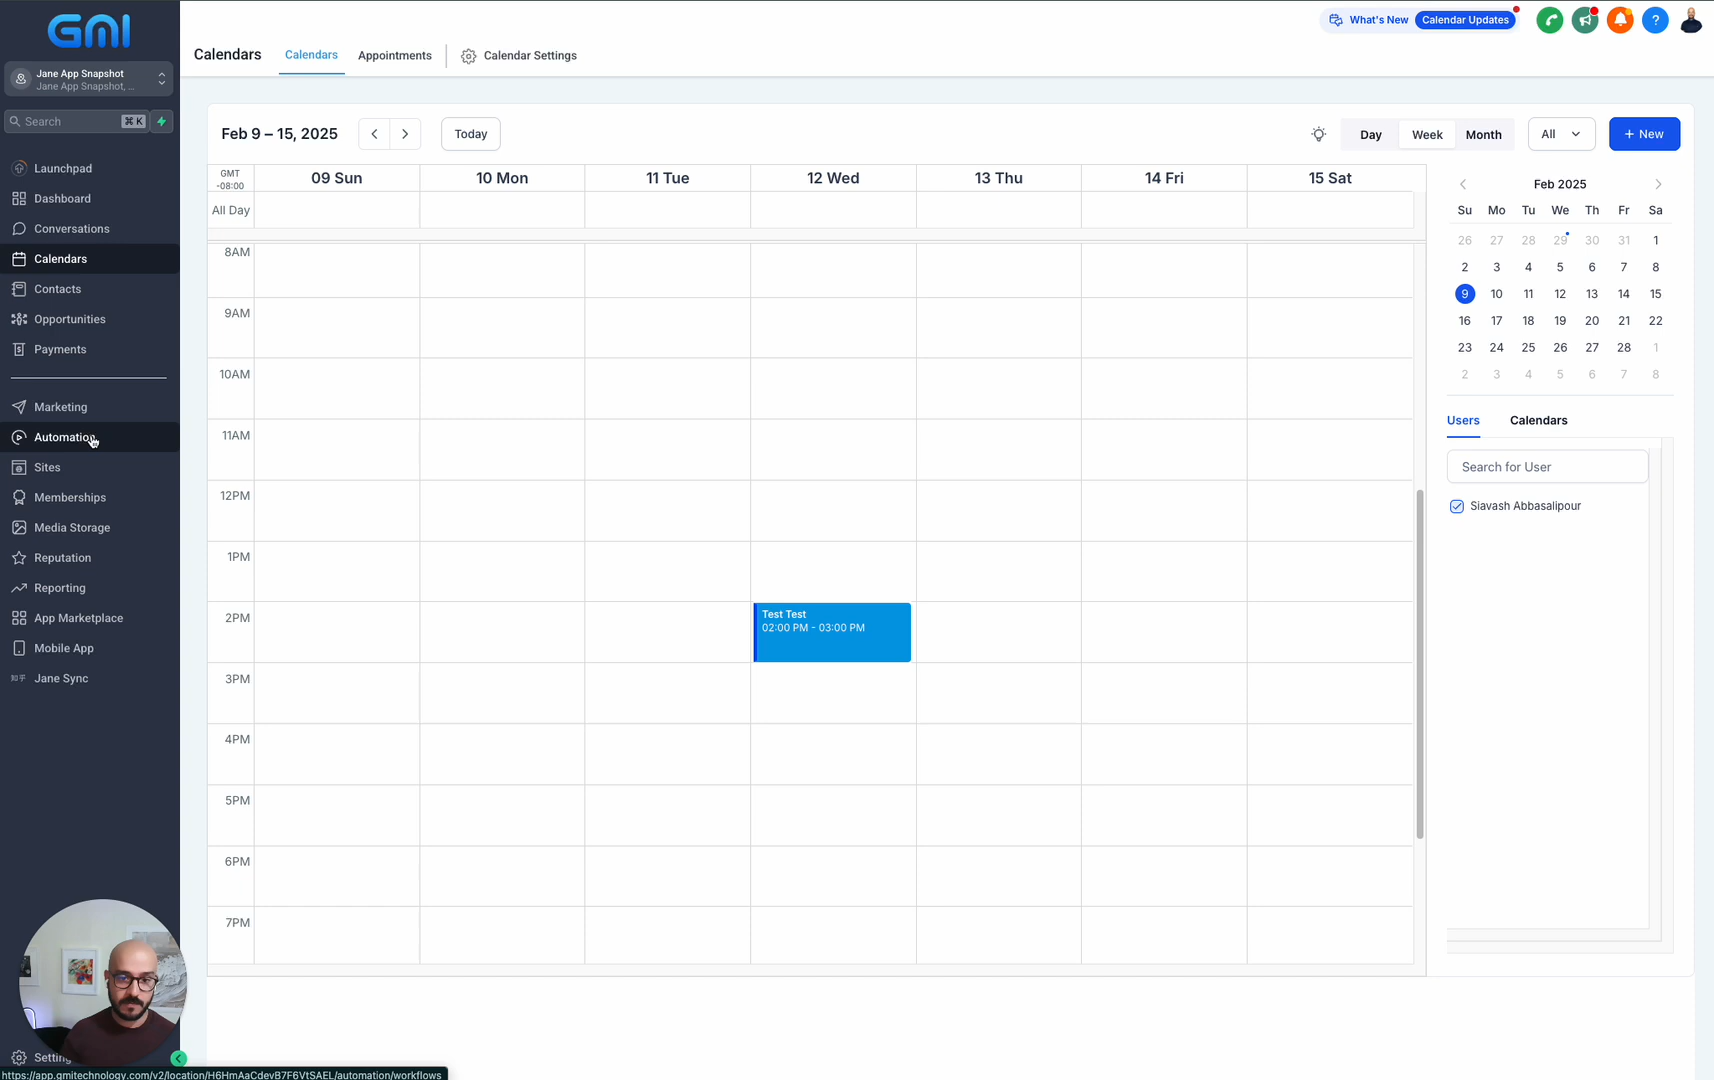 GMI
Jane App Snapshot
Jane App Snapshot, ...
Search
⌘ K
Launchpad
Dashboard
Conversations
Calendars
Contacts
Opportunities
Payments
Marketing
Automation
Sites
Memberships
Media Storage
Reputation
Reporting
App Marketplace
Mobile App
Jane Sync
https://app.gmitechnology.com/v2/location/H6HmAaCdevB7F6VtSAEL/automation/workflows
Calendars
Calendars
Appointments
Calendar Settings
What's New
Calendar Updates
?
Feb 9 – 15, 2025
Today
Day
Week
Month
All
+ New
GMT
-08:00
09 Sun
10 Mon
11 Tue
12 Wed
13 Thu
14 Fri
15 Sat
All Day
8AM
9AM
10AM
11AM
12PM
1PM
2PM
3PM
4PM
5PM
6PM
7PM
Test Test
02:00 PM - 03:00 PM
Feb 2025
Su Mo Tu We Th Fr Sa
26 27 28 29 30 31 1
2 3 4 5 6 7 8
9 10 11 12 13 14 15
16 17 18 19 20 21 22
23 24 25 26 27 28 1
2 3 4 5 6 7 8
Users
Calendars
Search for User
Siavash Abbasalipour